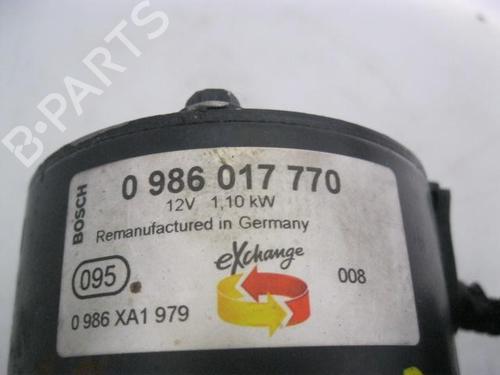 B-PARTS
BOSCH
0 986 017 770
12V 1,10 kW
Remanufactured in Germany
eXchange
095
008
0 986 XA1 979